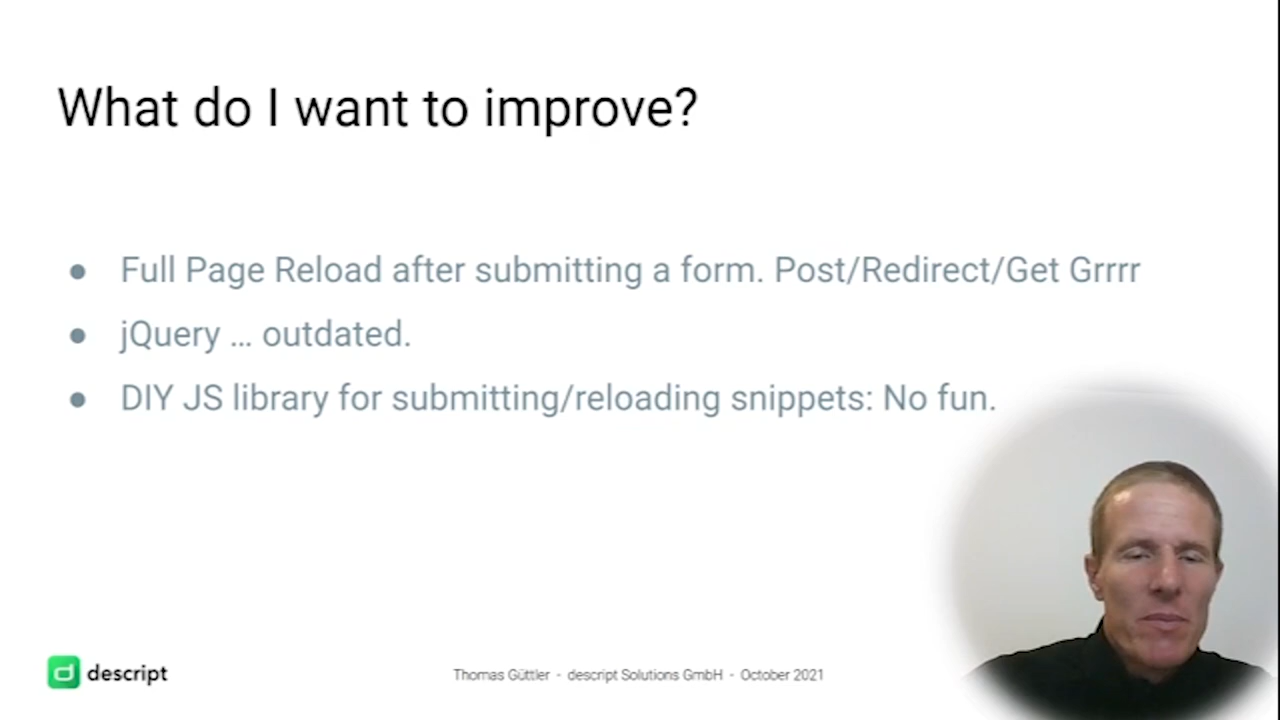 What do I want to improve?
● Full Page Reload after submitting a form. Post/Redirect/Get Grrrr
● jQuery ... outdated.
● DIY JS library for submitting/reloading snippets: No fun.
descript
Thomas Güttler - descript Solutions GmbH - October 2021